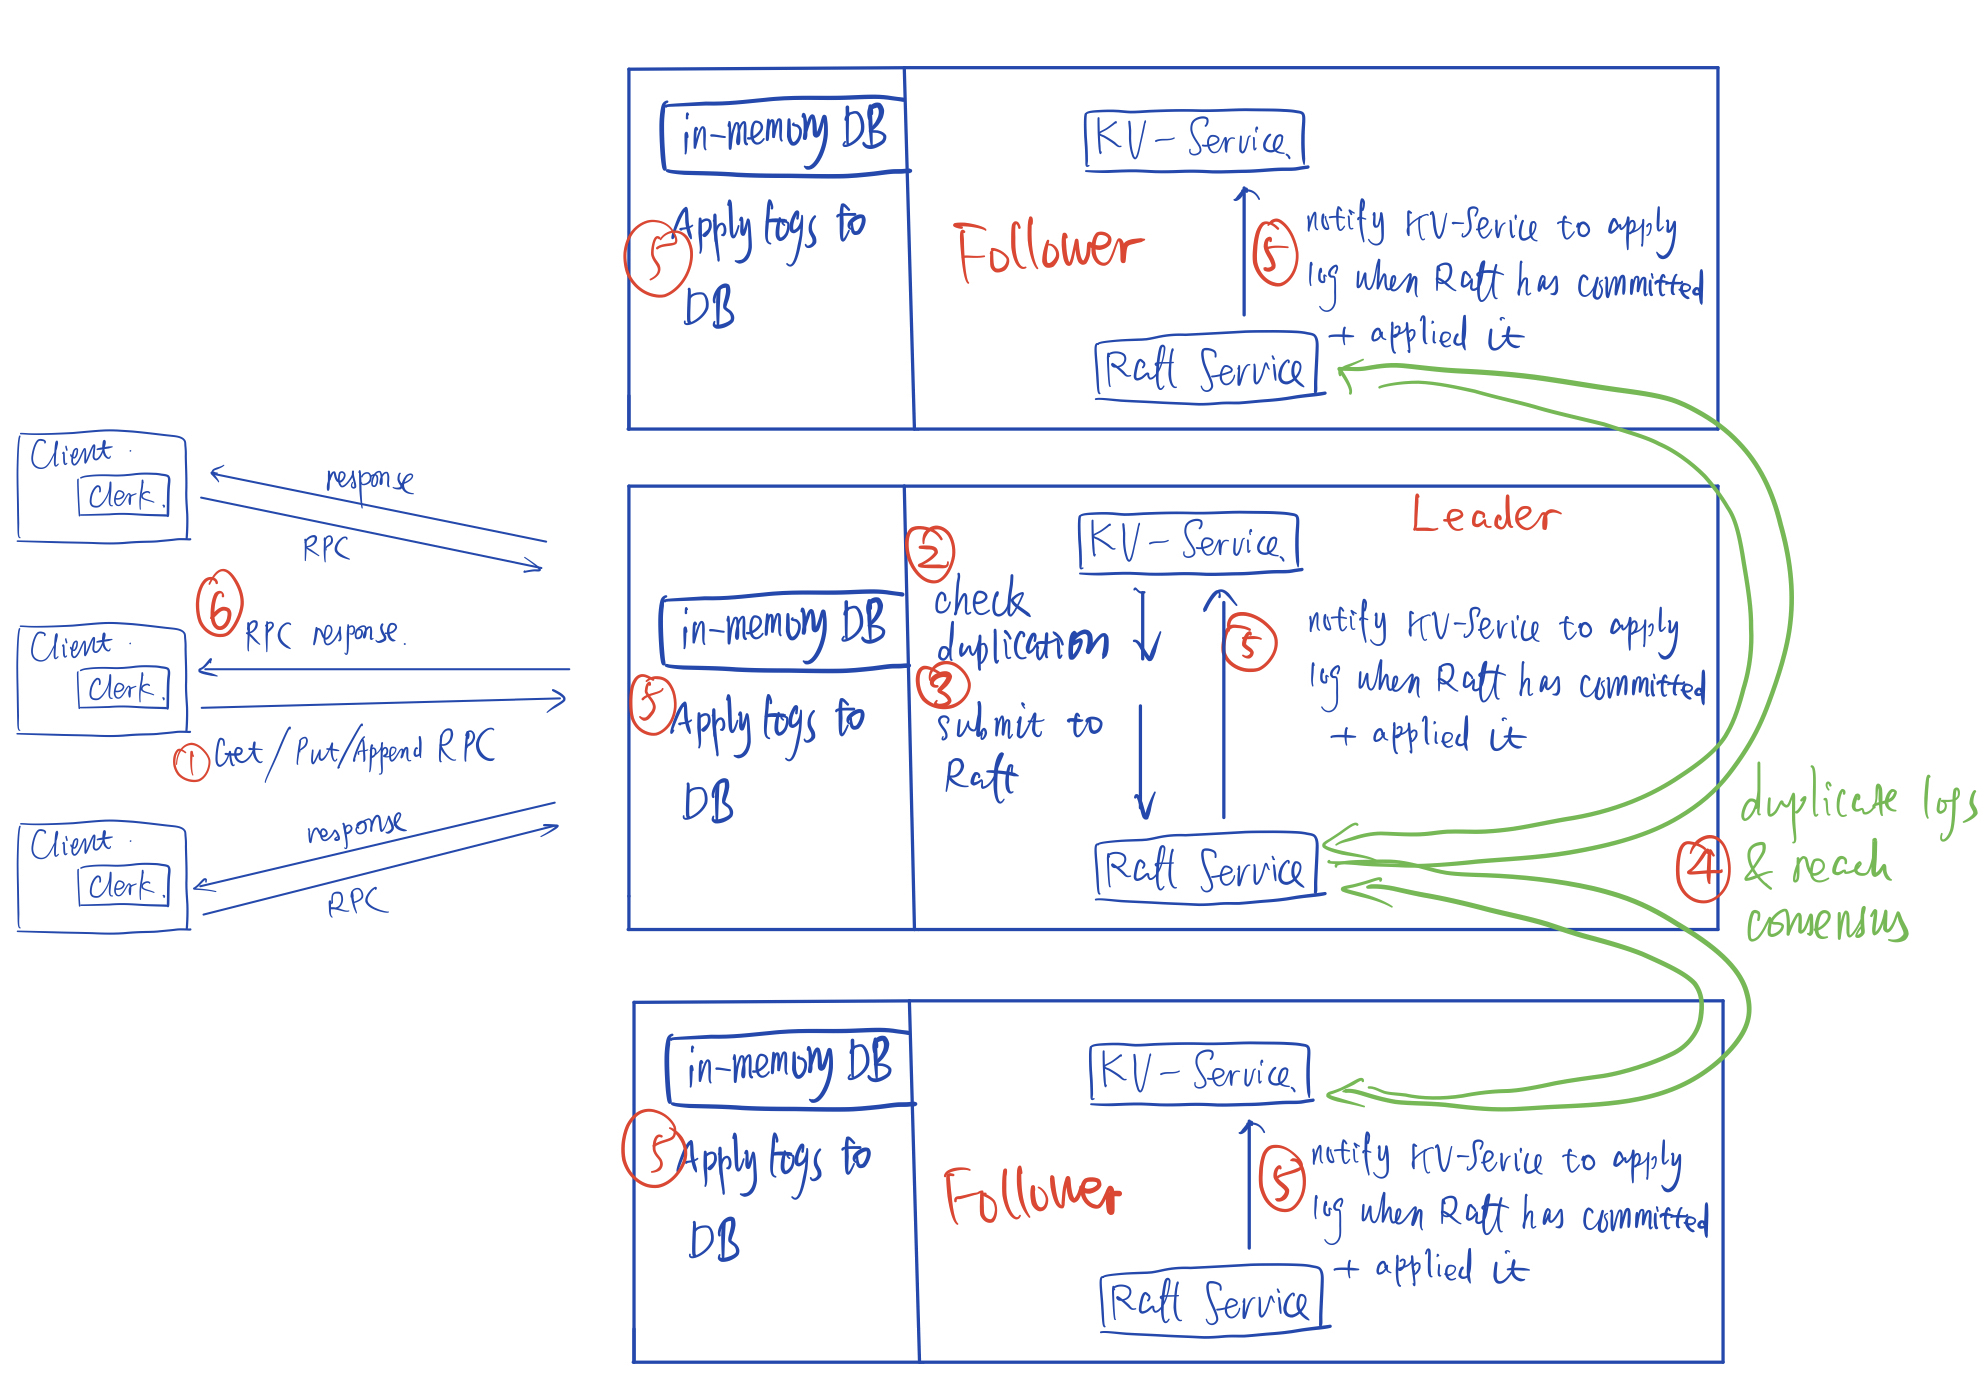 in-memory DB
5
Apply logs to
DB
Follower
KV-Service
5
notify KV-Service to apply
log when Raft has committed
+ applied it
Raft Service
Client
Clerk
response
RPC
Client
Clerk
6
RPC response.
1
Get/Put/Append RPC
Client
Clerk
response
RPC
Leader
in-memory DB
5
Apply logs to
DB
2
check
duplication
3
submit to
Raft
KV-Service
5
notify KV-Service to apply
log when Raft has committed
+ applied it
Raft Service
4
duplicate logs
& reach
consensus
in-memory DB
5
Apply logs to
DB
Follower
KV-Service
5
notify KV-Service to apply
log when Raft has committed
+ applied it
Raft Service